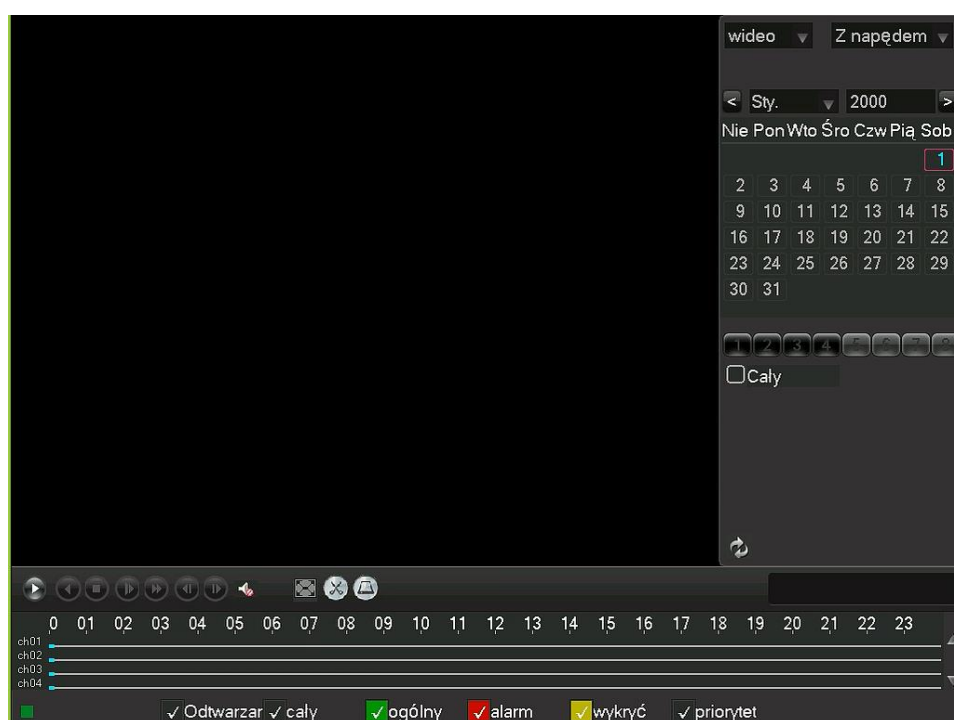 wideo Z napędem
< Sty. 2000 >
Nie Pon Wto Śro Czw Pią Sob
1
2 3 4 5 6 7 8
9 10 11 12 13 14 15
16 17 18 19 20 21 22
23 24 25 26 27 28 29
30 31
1 2 3 4 5 6 7 8
Cały
0 01 02 03 04 05 06 07 08 09 10 11 12 13 14 15 16 17 18 19 20 21 22 23
ch01
ch02
ch03
ch04
Odtwarzar cały ogólny alarm wykryć priorytet